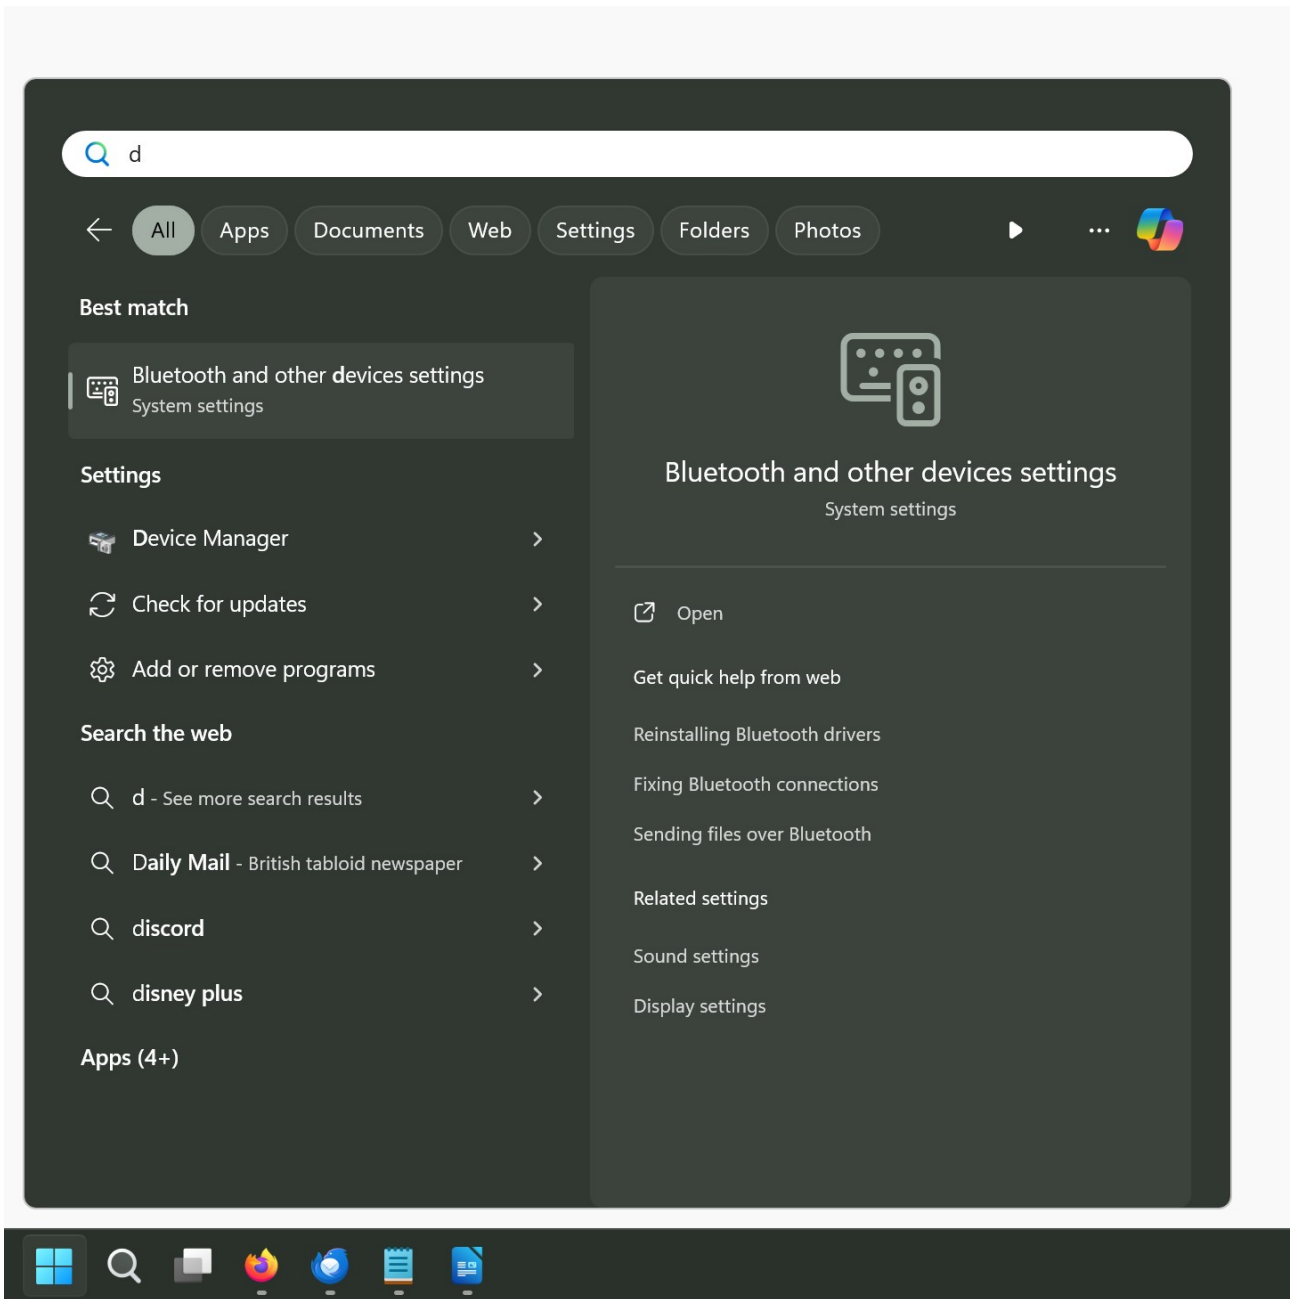 d
All Apps Documents Web Settings Folders Photos
Best match
Bluetooth and other devices settings
System settings
Settings
Device Manager
Check for updates
Add or remove programs
Search the web
d - See more search results
Daily Mail - British tabloid newspaper
discord
disney plus
Apps (4+)
Bluetooth and other devices settings
System settings
Open
Get quick help from web
Reinstalling Bluetooth drivers
Fixing Bluetooth connections
Sending files over Bluetooth
Related settings
Sound settings
Display settings